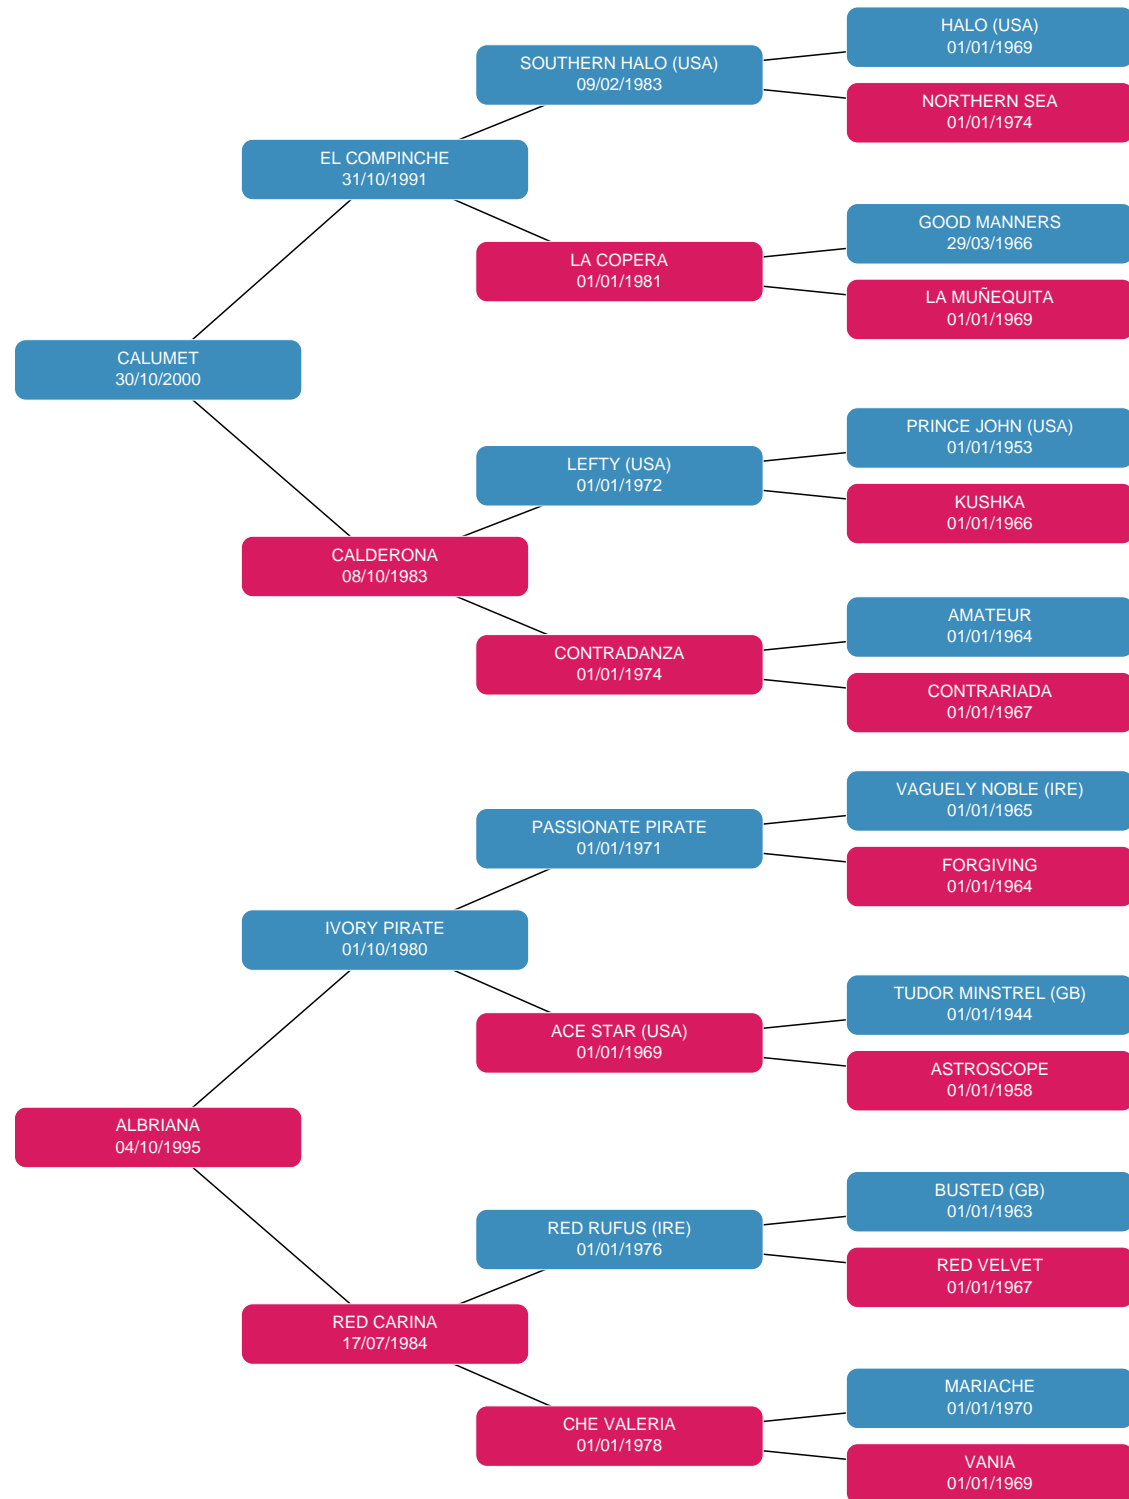 HALO (USA)
01/01/1969
SOUTHERN HALO (USA)
09/02/1983
NORTHERN SEA
01/01/1974
EL COMPINCHE
31/10/1991
GOOD MANNERS
29/03/1966
LA COPERA
01/01/1981
LA MUÑEQUITA
01/01/1969
CALUMET
30/10/2000
PRINCE JOHN (USA)
01/01/1953
LEFTY (USA)
01/01/1972
KUSHKA
01/01/1966
CALDERONA
08/10/1983
AMATEUR
01/01/1964
CONTRADANZA
01/01/1974
CONTRARIADA
01/01/1967
VAGUELY NOBLE (IRE)
01/01/1965
PASSIONATE PIRATE
01/01/1971
FORGIVING
01/01/1964
IVORY PIRATE
01/10/1980
TUDOR MINSTREL (GB)
01/01/1944
ACE STAR (USA)
01/01/1969
ASTROSCOPE
01/01/1958
ALBRIANA
04/10/1995
BUSTED (GB)
01/01/1963
RED RUFUS (IRE)
01/01/1976
RED VELVET
01/01/1967
RED CARINA
17/07/1984
MARIACHE
01/01/1970
CHE VALERIA
01/01/1978
VANIA
01/01/1969